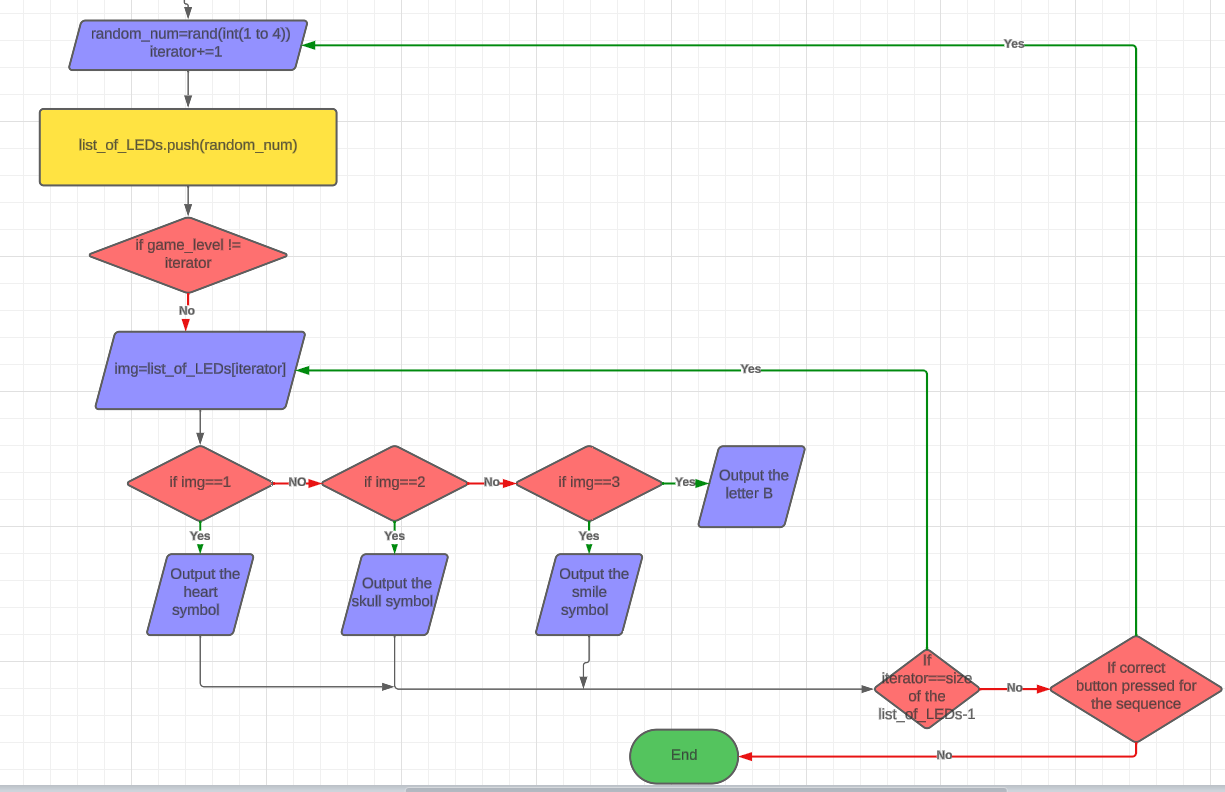 random_num=rand(int(1 to 4))
iterator+=1
Yes
list_of_LEDs.push(random_num)
if game_level !=
iterator
No
img=list_of_LEDs[iterator]
Yes
if img==1
NO
if img==2
No
if img==3
Yes
Output the
letter B
Yes
Yes
Yes
Output the
heart
symbol
Output the
skull symbol
Output the
smile
symbol
If
iterator==size
of the
list_of_LEDs-1
No
If correct
button pressed for
the sequence
End
No